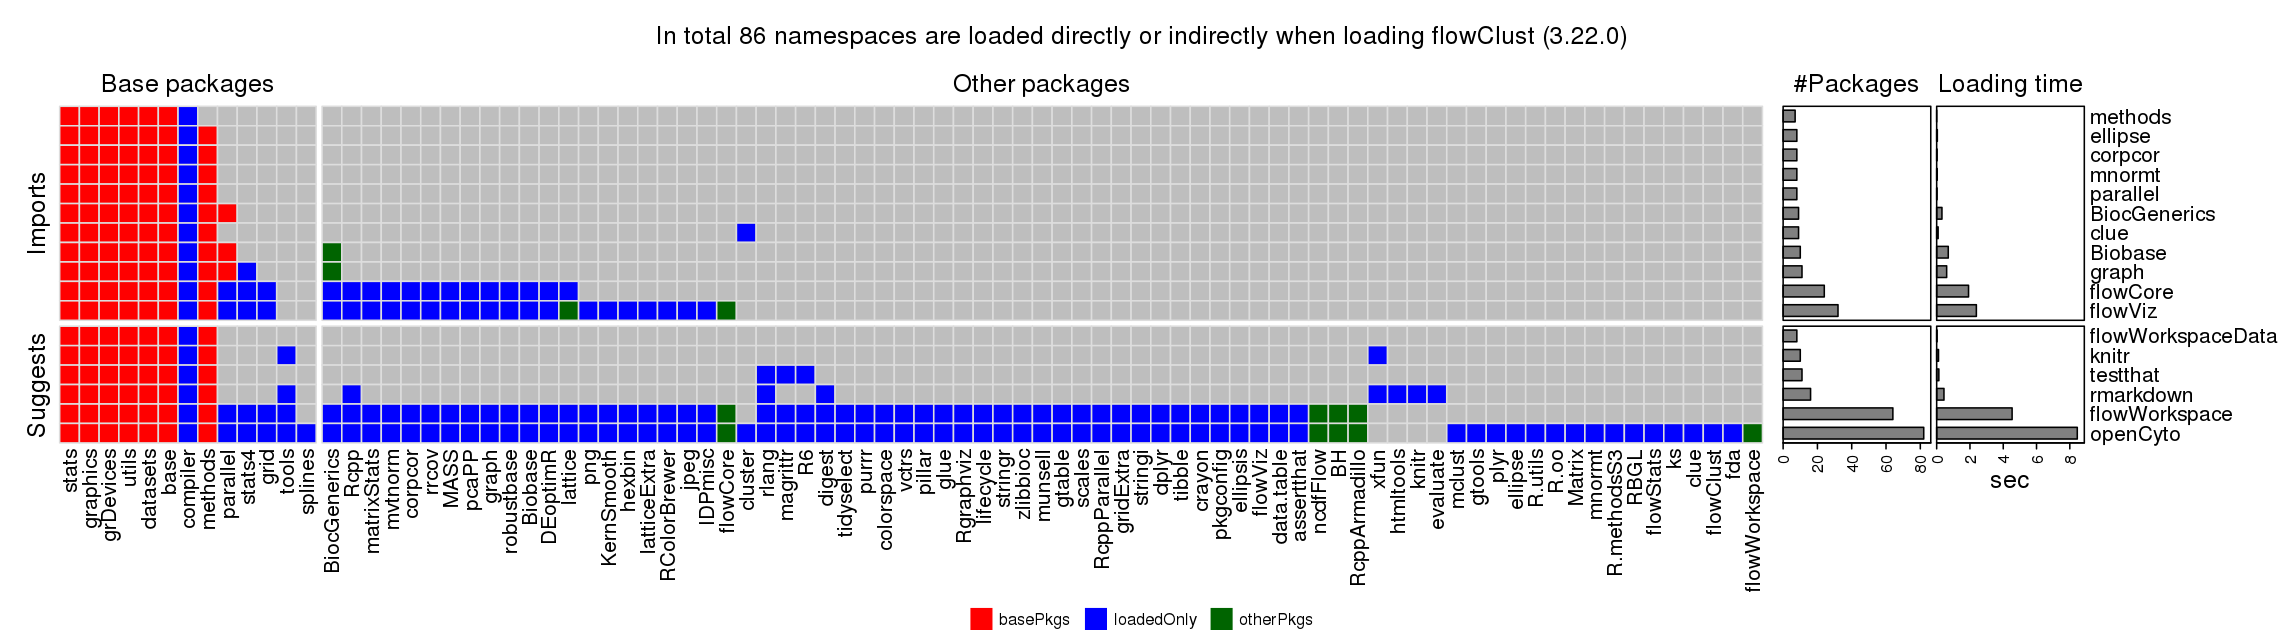 In total 86 namespaces are loaded directly or indirectly when loading flowClust (3.22.0)
Base packages
Other packages
#Packages
Loading time
Imports
methods
ellipse
corpcor
mnormt
parallel
BiocGenerics
clue
Biobase
graph
flowCore
flowViz
Suggests
flowWorkspaceData
knitr
testthat
rmarkdown
flowWorkspace
openCyto
stats
graphics
grDevices
utils
datasets
base
compiler
methods
parallel
stats4
grid
tools
splines
BiocGenerics
Rcpp
matrixStats
mvtnorm
corpcor
rrcov
MASS
pcaPP
graph
robustbase
Biobase
DEoptimR
lattice
png
KernSmooth
hexbin
latticeExtra
RColorBrewer
jpeg
IDPmisc
flowCore
cluster
rlang
magrittr
R6
digest
tidyselect
purrr
colorspace
vctrs
pillar
glue
Rgraphviz
lifecycle
stringr
zlibbioc
munsell
gtable
scales
RcppParallel
gridExtra
stringi
dplyr
tibble
crayon
pkgconfig
ellipsis
flowViz
data.table
assertthat
ncdfFlow
BH
RcppArmadillo
xfun
htmltools
knitr
evaluate
mclust
gtools
plyr
ellipse
R.utils
R.oo
Matrix
mnormt
R.methodsS3
RBGL
flowStats
ks
clue
flowClust
fda
flowWorkspace
0 20 40 60 80
0 2 4 6 8
sec
basePkgs
loadedOnly
otherPkgs